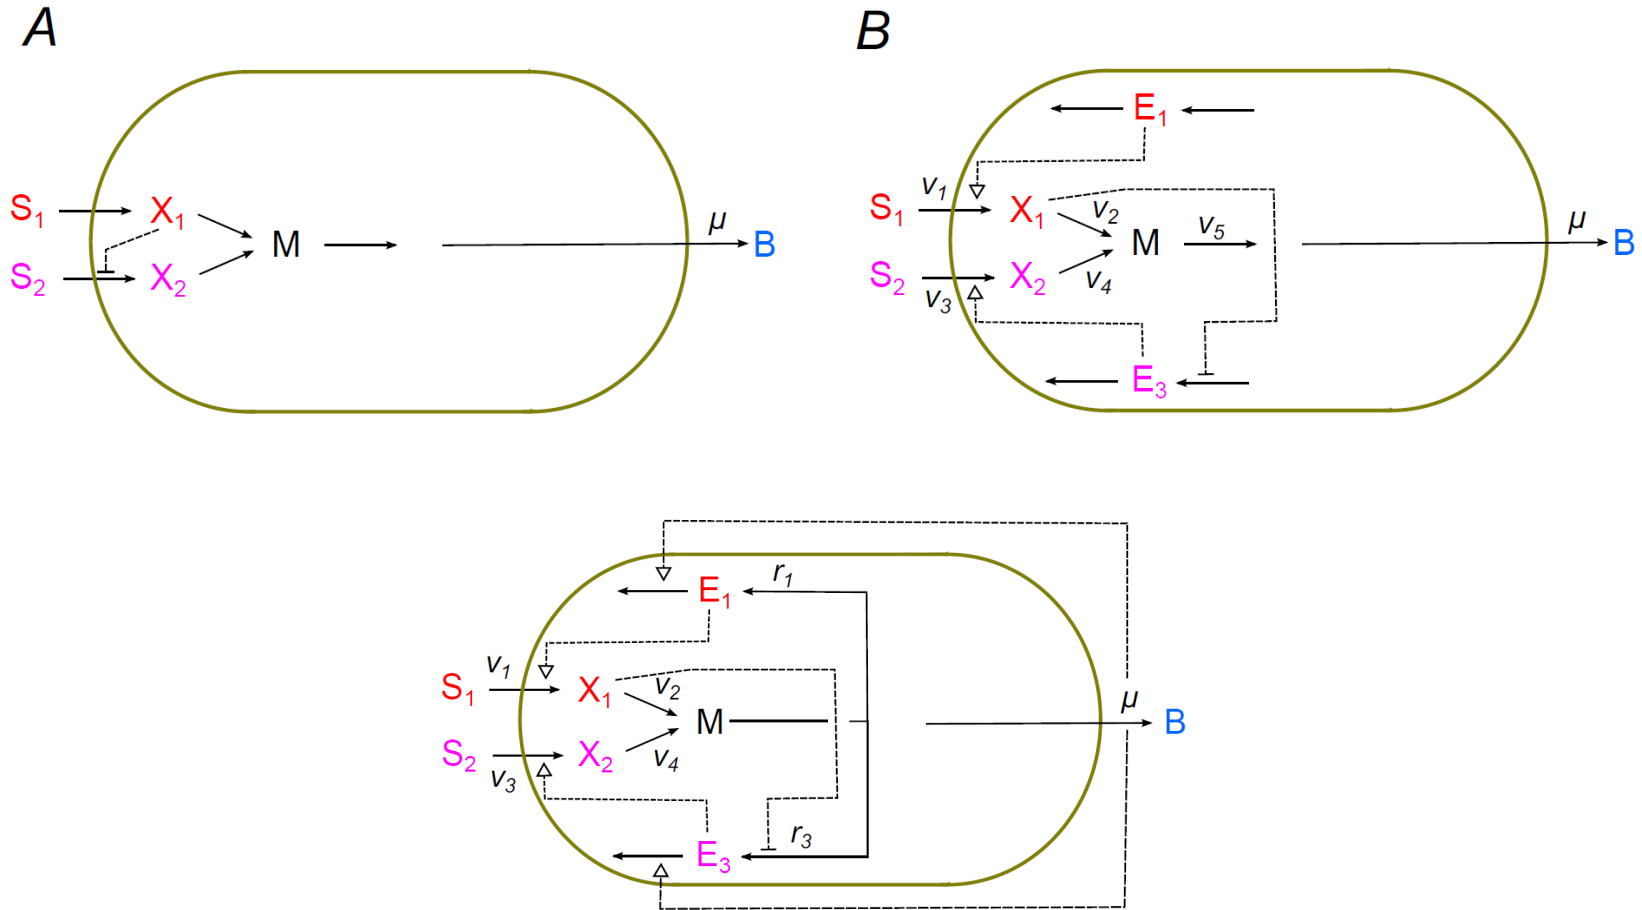 A
S1 X1 M μ B
S2 X2
B
E1
S1 v1 X1 v2 M v5 μ B
S2 v3 X2 v4
E3
E1 r1
S1 v1 X1 v2 M μ B
S2 v3 X2 v4
E3 r3